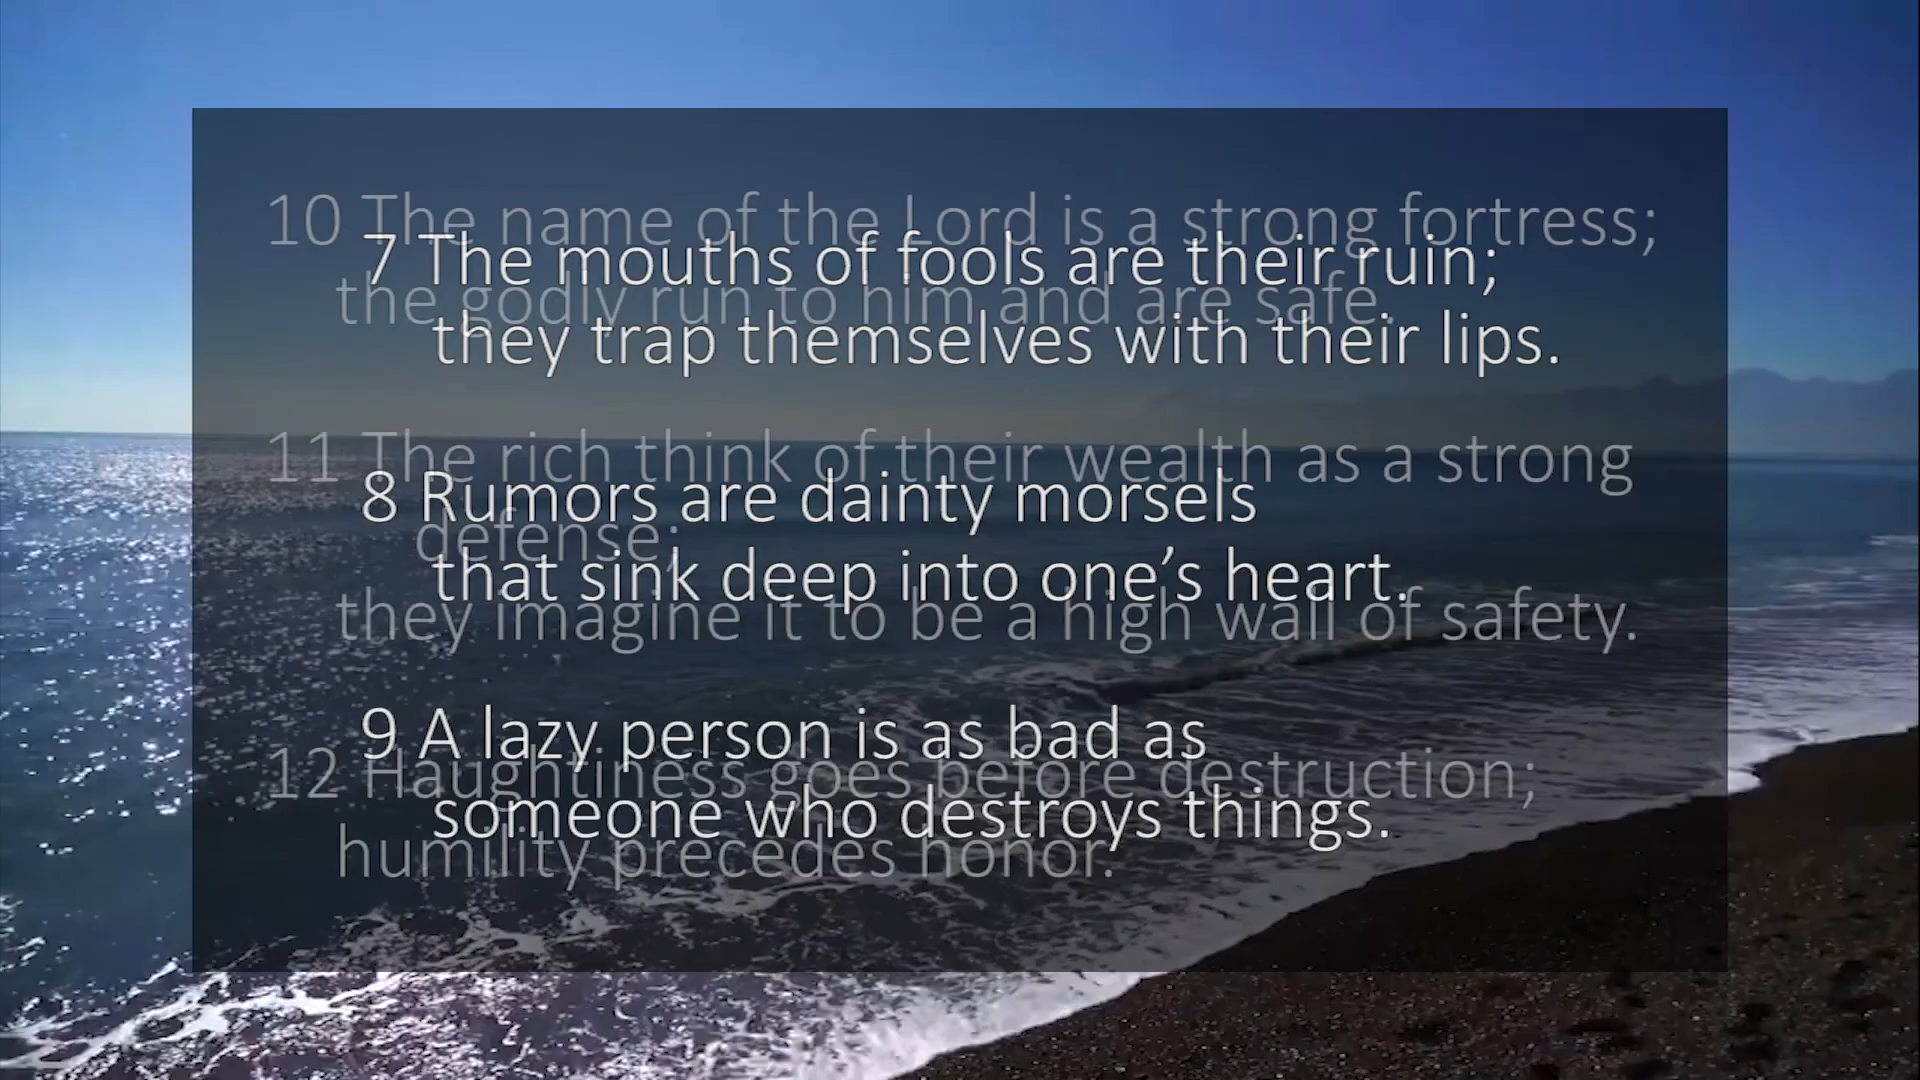 7 The mouths of fools are their ruin;
they trap themselves with their lips.
8 Rumors are dainty morsels
that sink deep into one’s heart.
9 A lazy person is as bad as
someone who destroys things.
10 The name of the Lord is a strong fortress;
the godly run to him and are safe.
11 The rich think of their wealth as a strong
defense;
they imagine it to be a high wall of safety.
12 Haughtiness goes before destruction;
humility precedes honor.